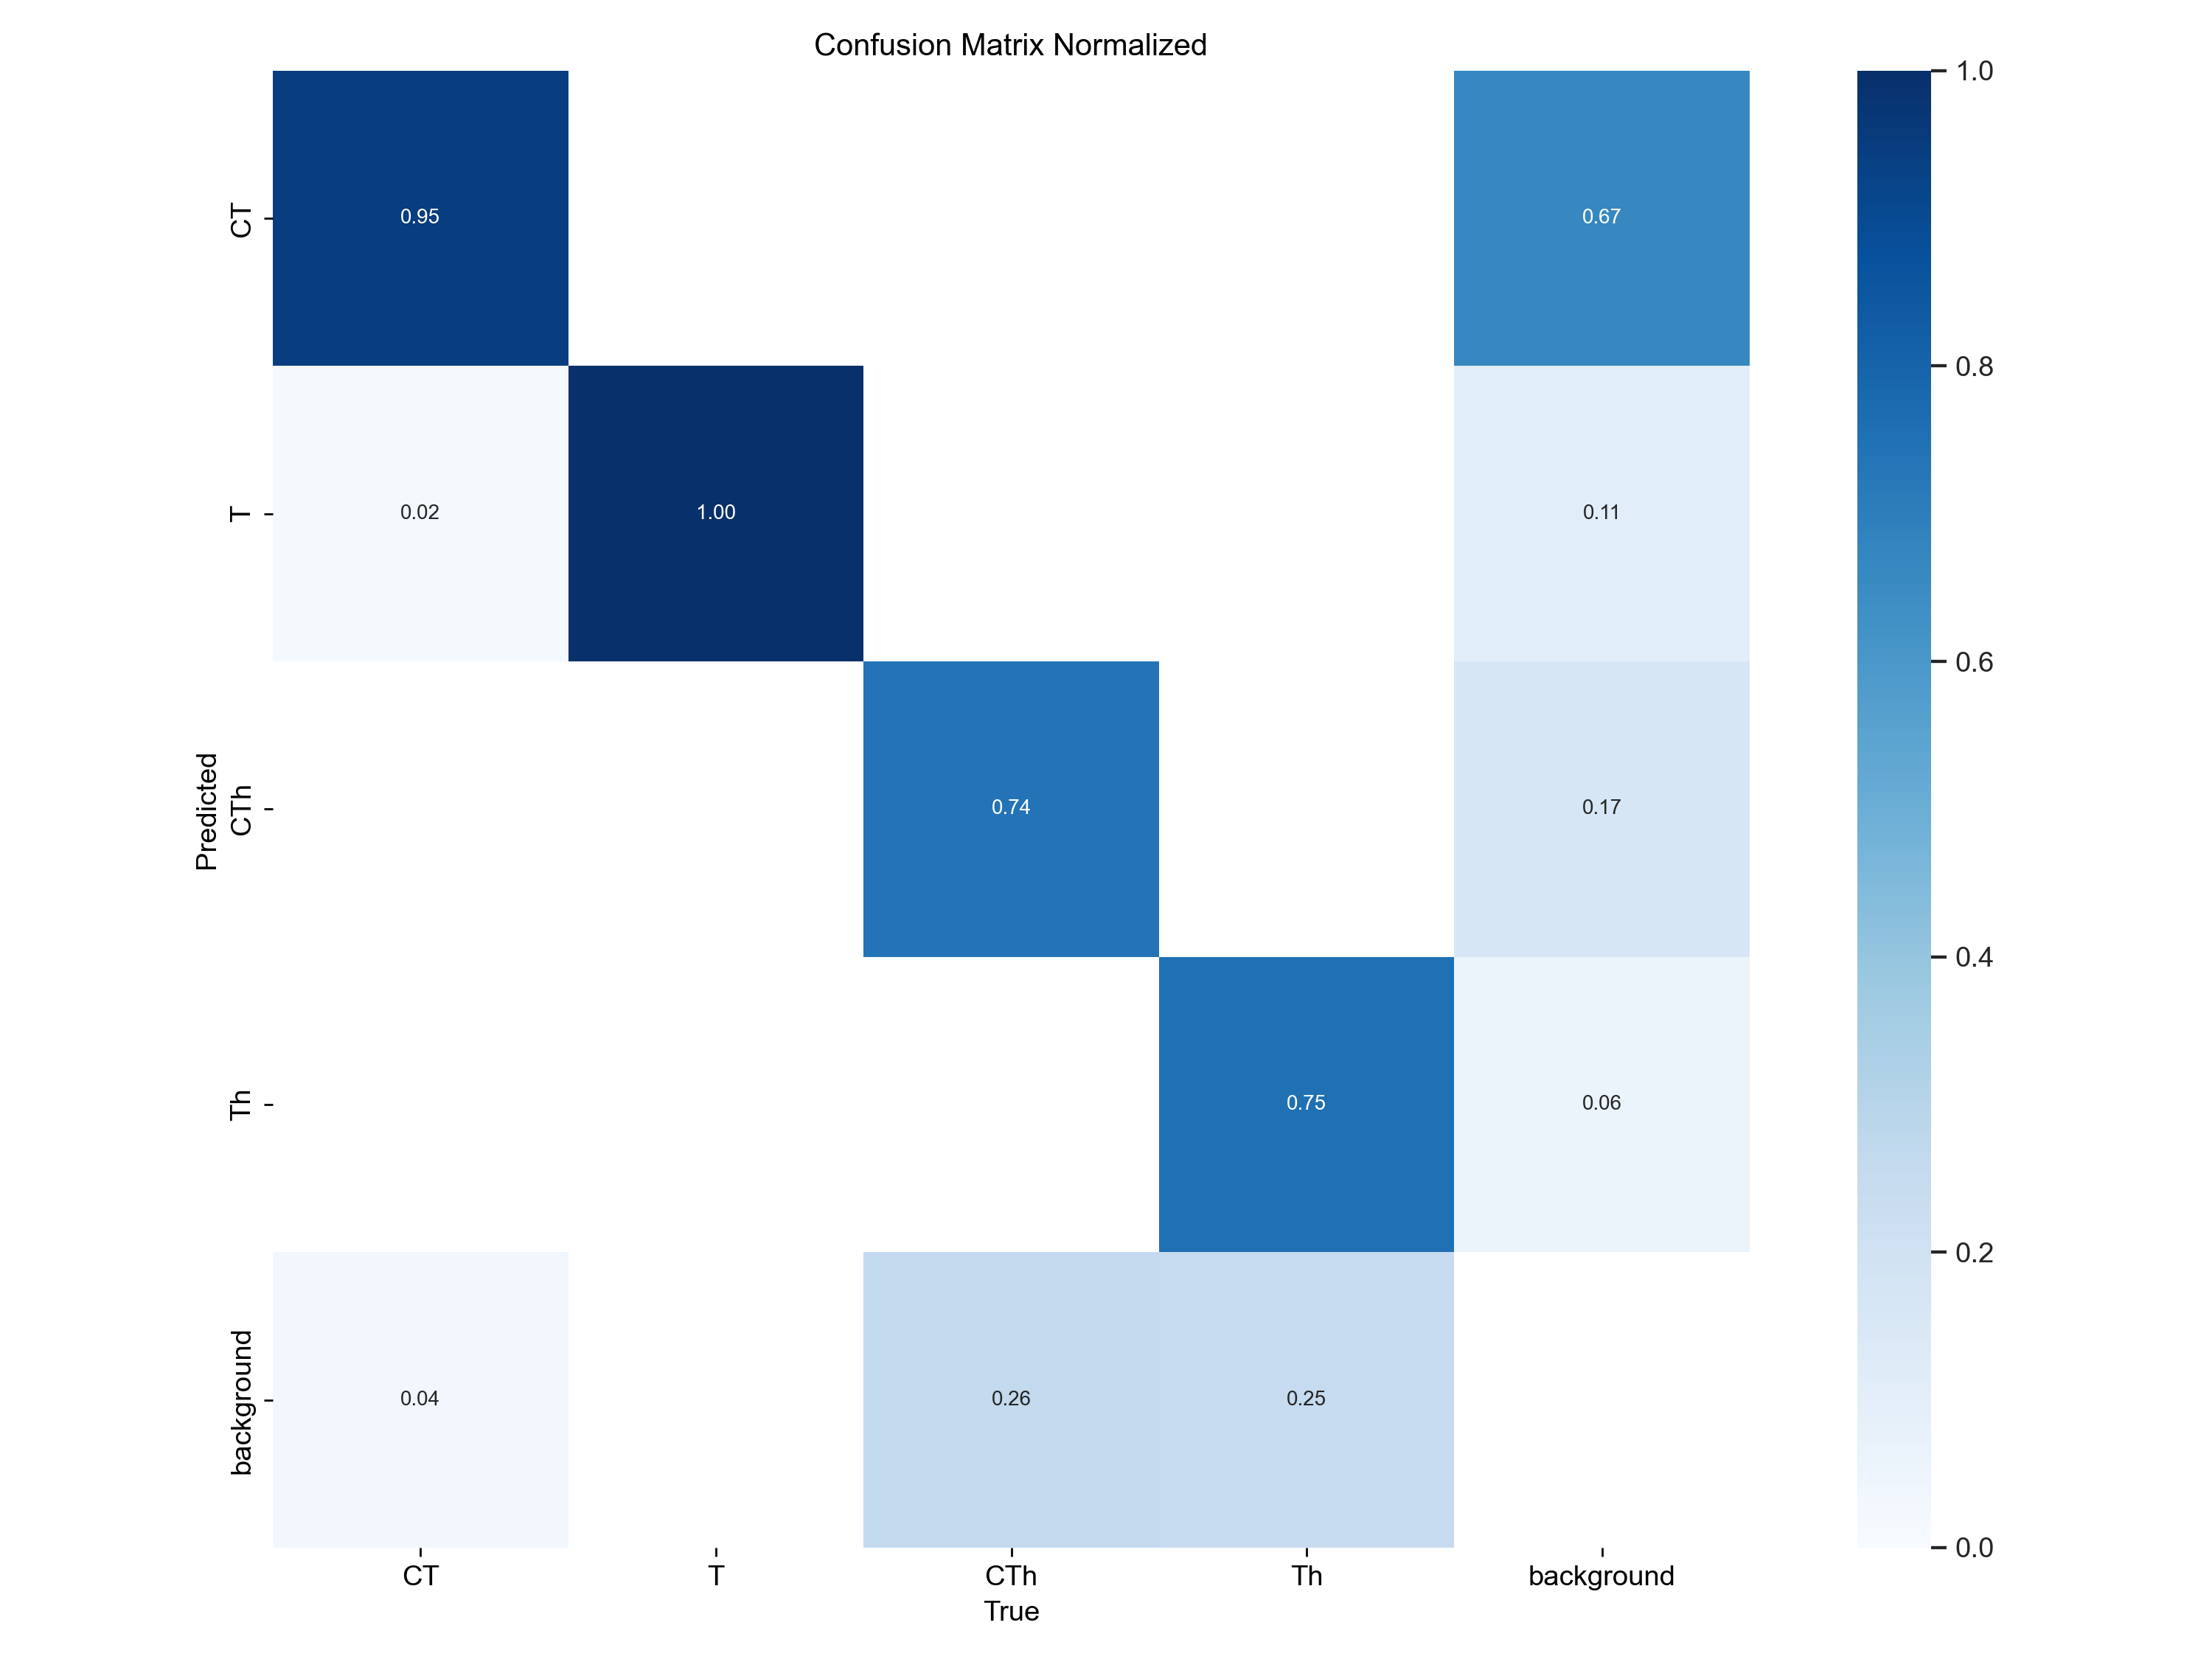 Confusion Matrix Normalized
1.0
CT
0.95
0.67
0.8
T
0.02
1.00
0.11
0.6
Predicted
CTh
0.74
0.17
0.4
Th
0.75
0.06
0.2
background
0.04
0.26
0.25
0.0
CT
T
CTh
Th
background
True